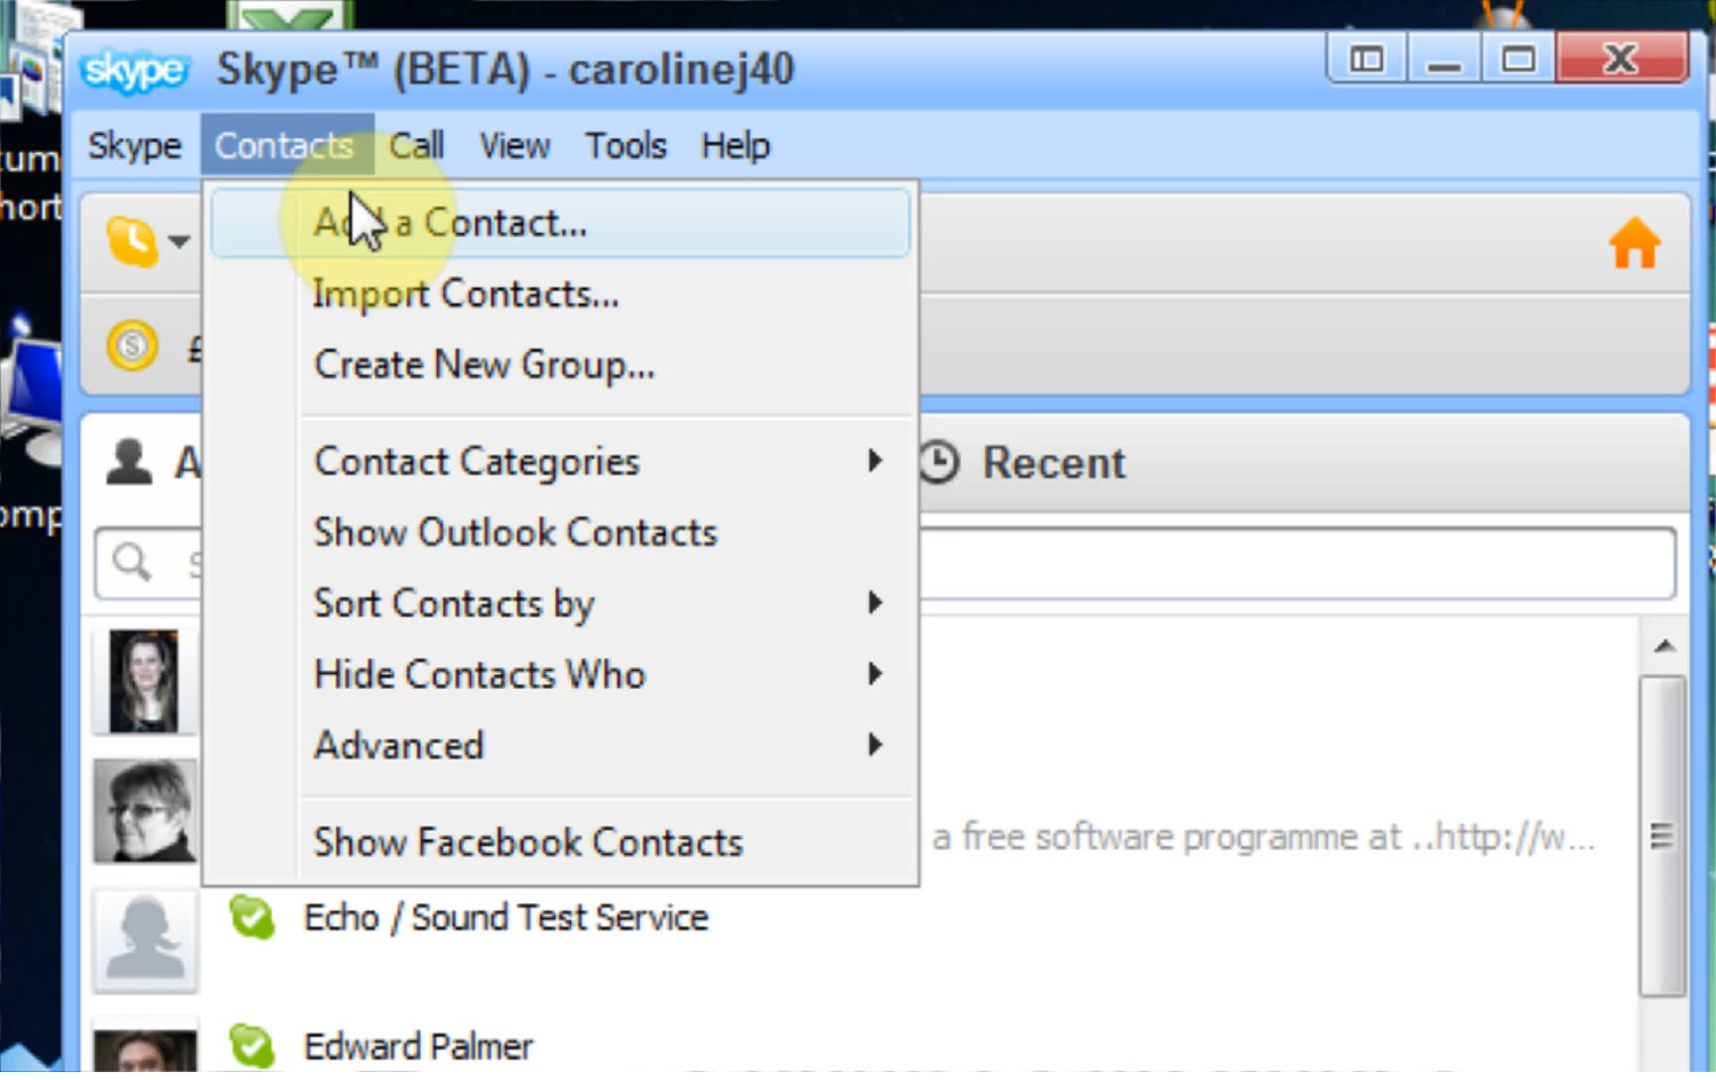 skype Skype™ (BETA) - carolinej40
Skype Contacts Call View Tools Help
Add a Contact...
Import Contacts...
Create New Group...
£
Contact Categories
Recent
Show Outlook Contacts
Sort Contacts by
Hide Contacts Who
Advanced
Show Facebook Contacts
a free software programme at ..http://w...
Echo / Sound Test Service
Edward Palmer